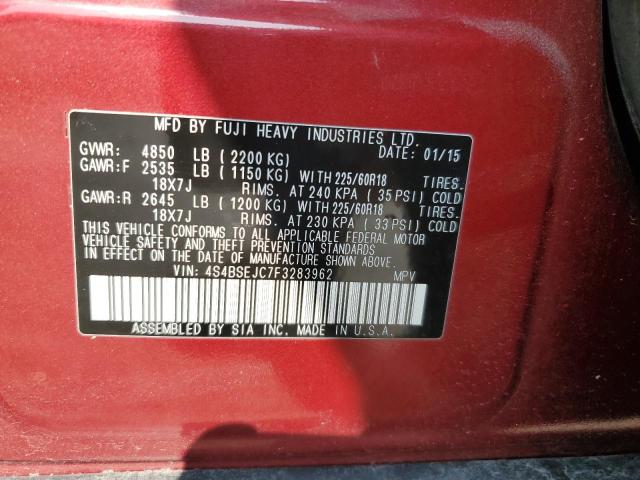 MFD BY FUJI HEAVY INDUSTRIES LTD.
GVWR: 4850 LB (2200 KG) DATE: 01/15
GAWR:F 2535 LB (1150 KG) WITH 225/60R18 TIRES.
18X7J RIMS. AT 240 KPA (35 PSI) COLD
GAWR:R 2645 LB (1200 KG) WITH 225/60R18 TIRES.
18X7J RIMS. AT 230 KPA (33 PSI) COLD
THIS VEHICLE CONFORMS TO ALL APPLICABLE FEDERAL MOTOR
VEHICLE SAFETY AND THEFT PREVENTION STANDARDS
IN EFFECT ON THE DATE OF MANUFACTURE SHOWN ABOVE.
VIN: 4S4BSEJC7F3283962 MPV
ASSEMBLED BY SIA INC. MADE IN U.S.A.